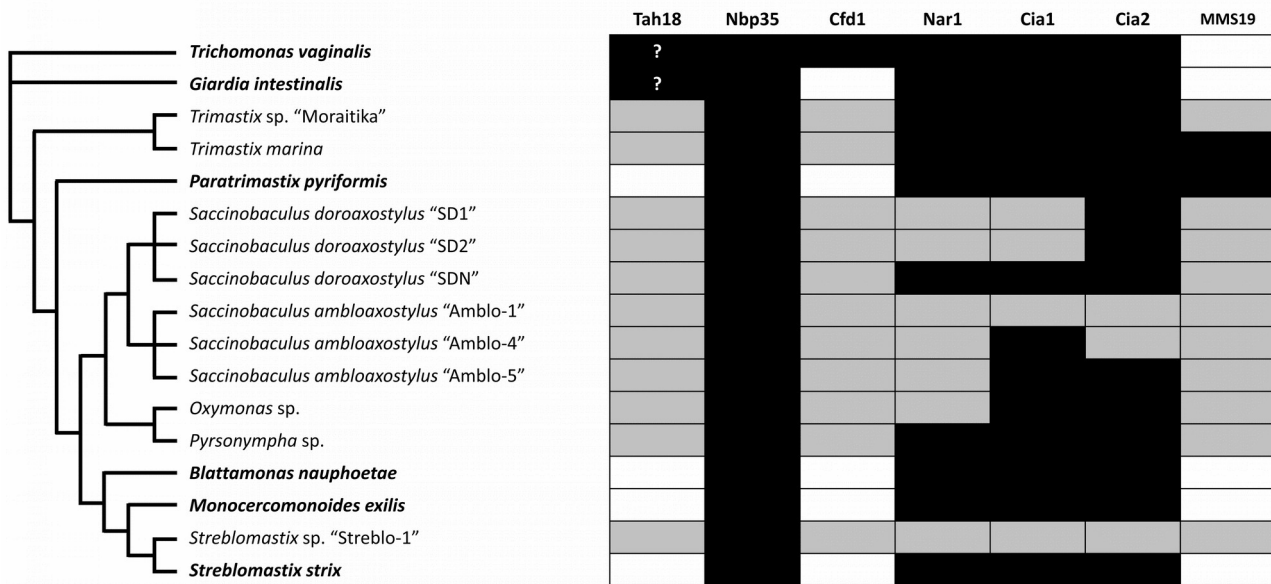 Tah18 Nbp35 Cfd1 Nar1 Cia1 Cia2 MMS19
Trichomonas vaginalis ?
Giardia intestinalis ?
Trimastix sp. “Moraitika”
Trimastix marina
Paratrimastix pyriformis
Saccinobaculus doroaxostylus “SD1”
Saccinobaculus doroaxostylus “SD2”
Saccinobaculus doroaxostylus “SDN”
Saccinobaculus ambloaxostylus “Amblo-1”
Saccinobaculus ambloaxostylus “Amblo-4”
Saccinobaculus ambloaxostylus “Amblo-5”
Oxymonas sp.
Pyrsonympha sp.
Blattamonas nauphoetae
Monocercomonoides exilis
Streblomastix sp. “Streblo-1”
Streblomastix strix